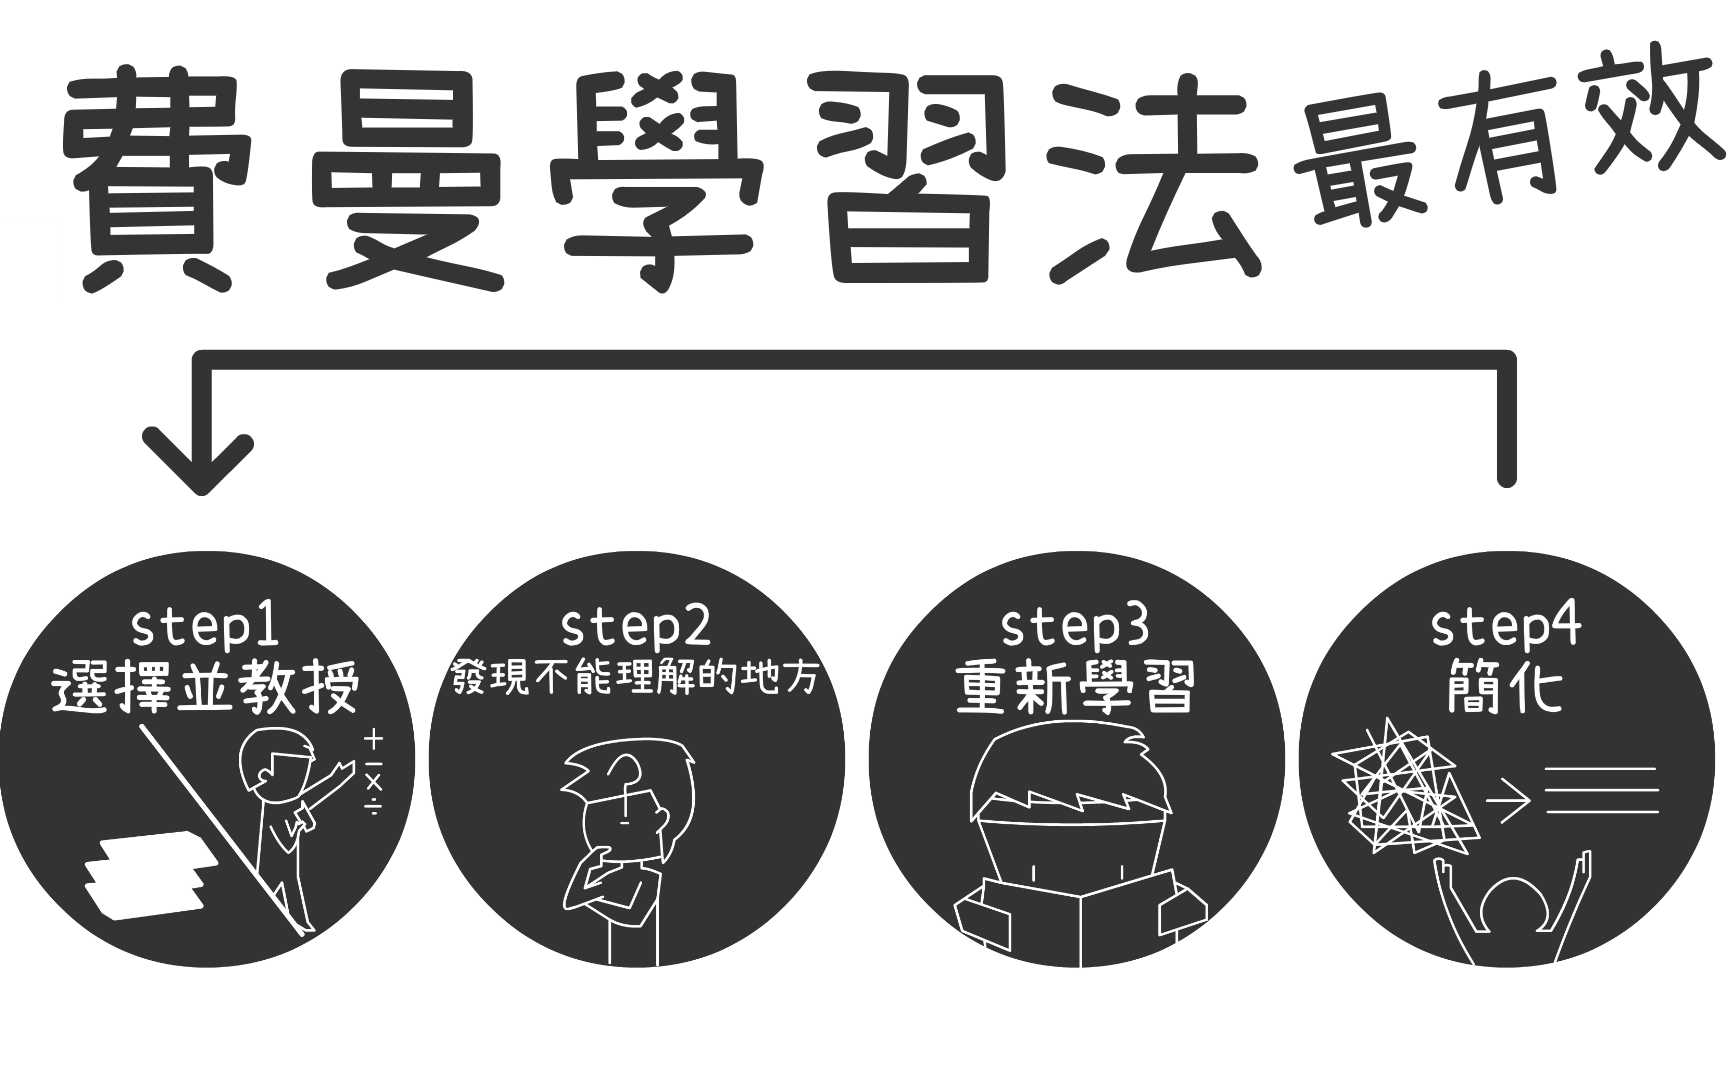 費曼學習法最有效
step1
選擇並教授
+
−
×
÷
step2
發現不能理解的地方
?
step3
重新學習
step4
簡化